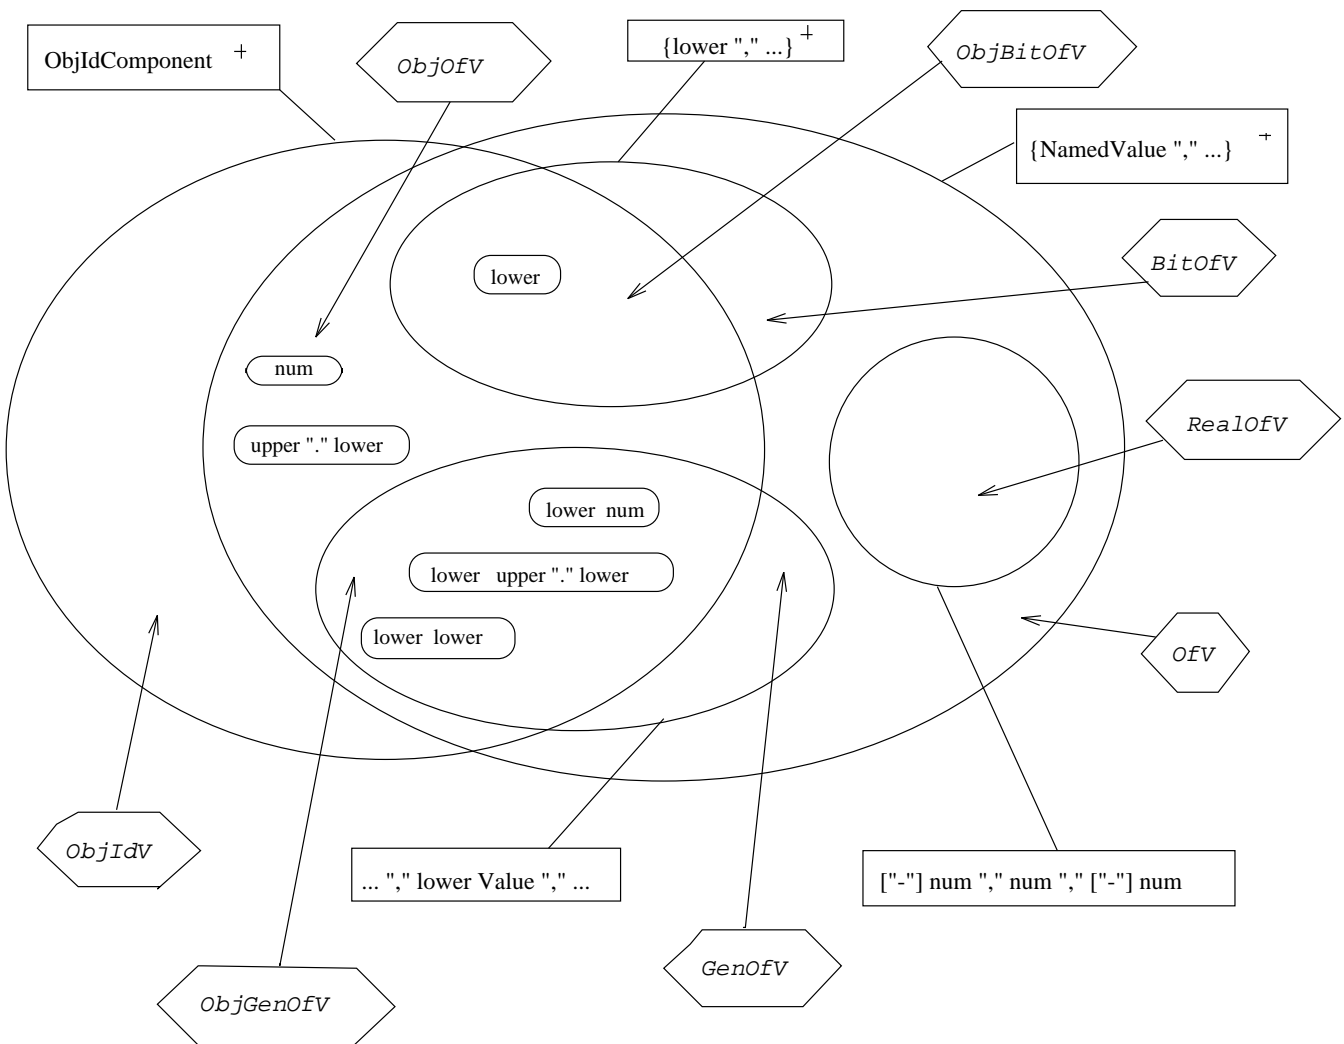 ObjIdComponent +
ObjOfV
{lower "," ...} +
ObjBitOfV
{NamedValue "," ...} +
BitOfV
lower
num
upper "." lower
RealOfV
lower num
lower upper "." lower
lower lower
OfV
ObjIdV
... "," lower Value "," ...
["-"] num "," num "," ["-"] num
GenOfV
ObjGenOfV